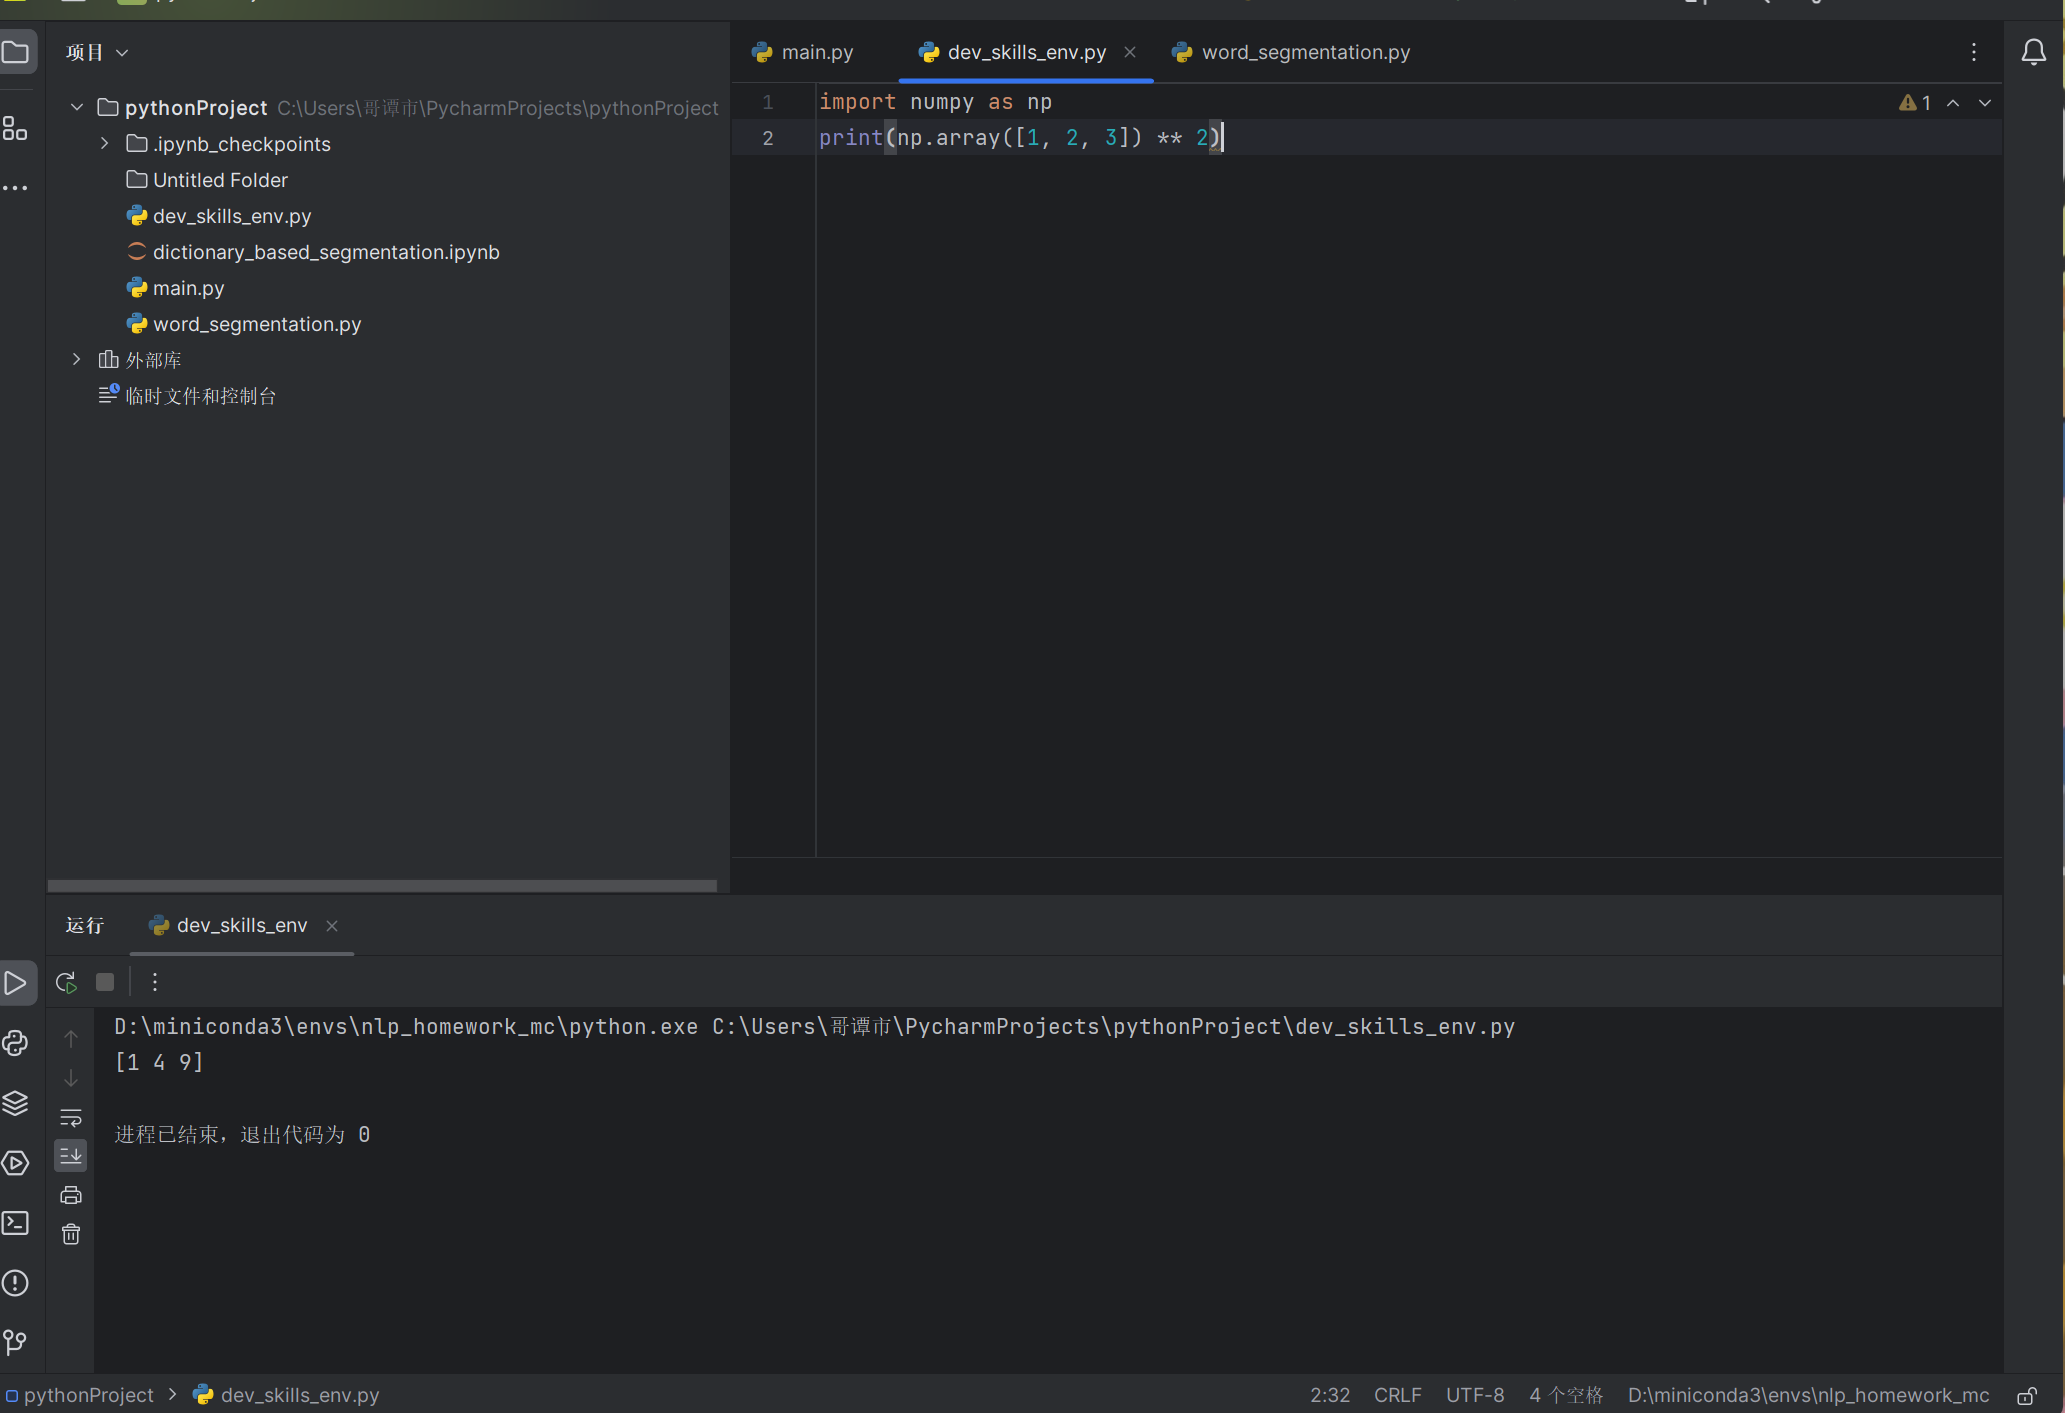 项目
pythonProject C:\Users\哥谭市\PycharmProjects\pythonProject
.ipynb_checkpoints
Untitled Folder
dev_skills_env.py
dictionary_based_segmentation.ipynb
main.py
word_segmentation.py
外部库
临时文件和控制台
main.py dev_skills_env.py word_segmentation.py
1 import numpy as np
2 print(np.array([1, 2, 3]) ** 2)
1
运行 dev_skills_env
D:\miniconda3\envs\nlp_homework_mc\python.exe C:\Users\哥谭市\PycharmProjects\pythonProject\dev_skills_env.py
[1 4 9]
进程已结束，退出代码为 0
pythonProject > dev_skills_env.py
2:32 CRLF UTF-8 4 个空格 D:\miniconda3\envs\nlp_homework_mc